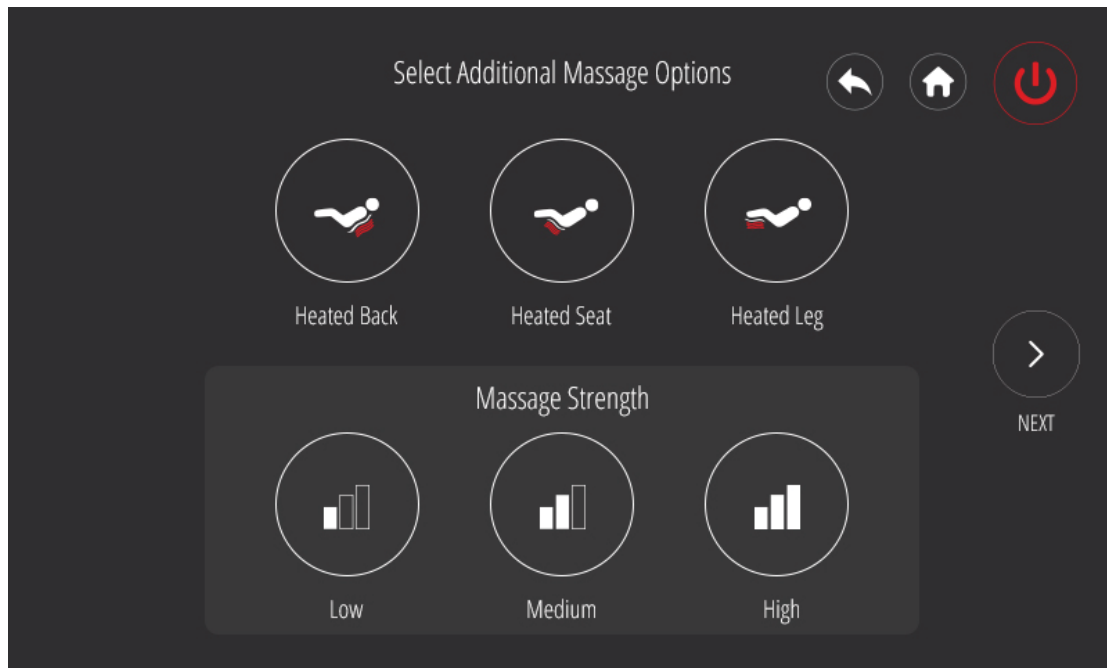 Select Additional Massage Options
Heated Back
Heated Seat
Heated Leg
NEXT
Massage Strength
Low
Medium
High